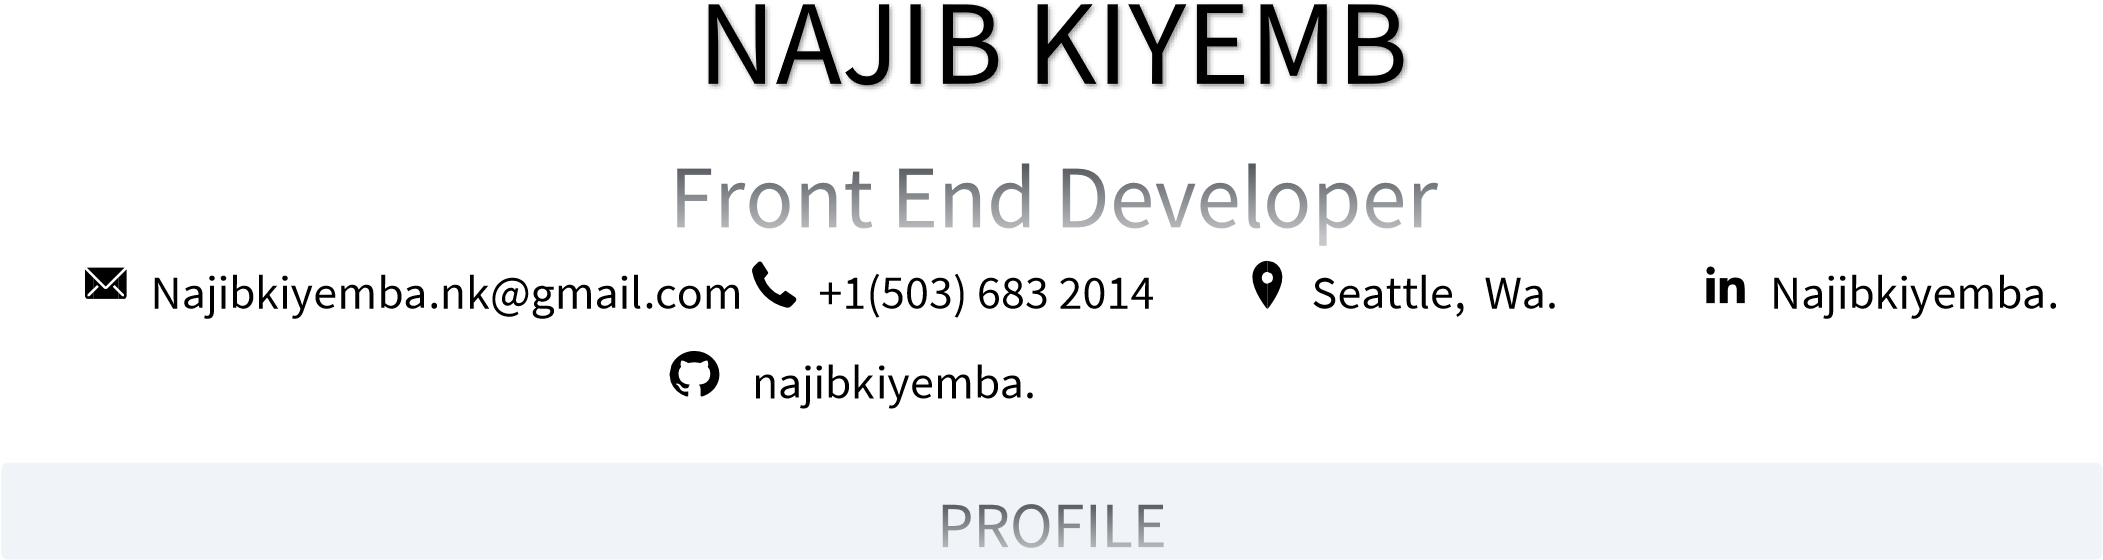 NAJIB KIYEMB
Front End Developer
Najibkiyemba.nk@gmail.com +1(503) 683 2014 Seattle, Wa. in Najibkiyemba.
najibkiyemba.
PROFILE